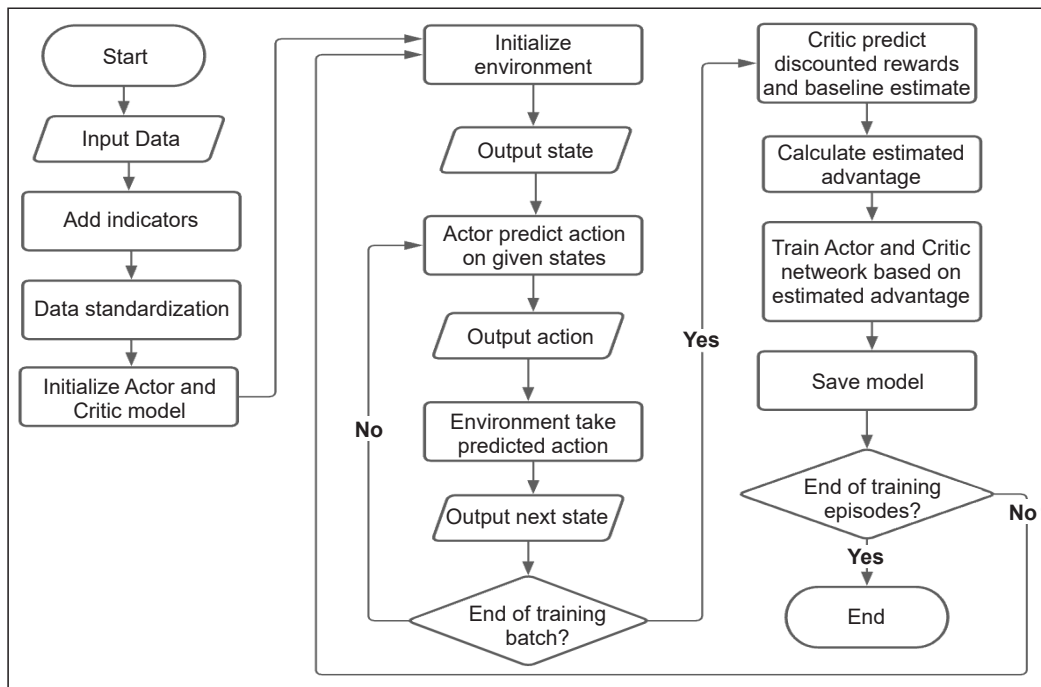 Start
Input Data
Add indicators
Data standardization
Initialize Actor and
Critic model
Initialize
environment
Output state
Actor predict action
on given states
Output action
Environment take
predicted action
Output next state
End of training
batch?
No
Yes
Critic predict
discounted rewards
and baseline estimate
Calculate estimated
advantage
Train Actor and Critic
netweork based on
estimated advantage
Save model
End of training
episodes?
No
Yes
End